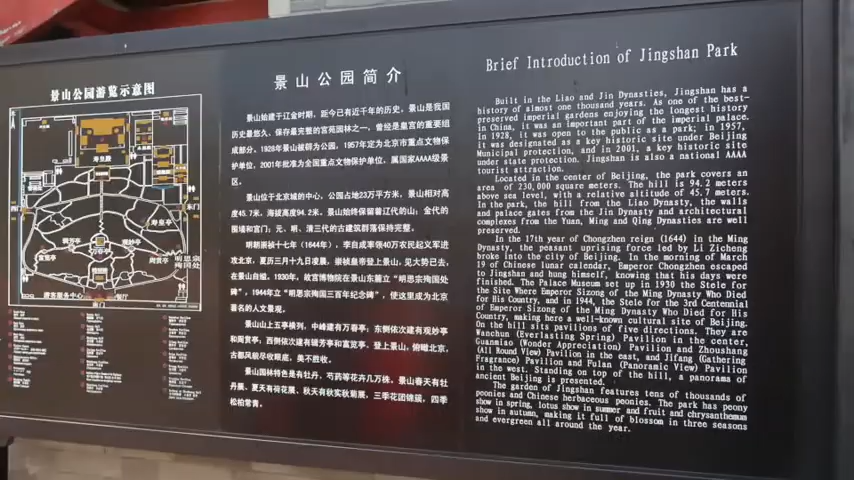 景山公园游览示意图
寿皇殿
东门
明思宗
殉国处
观妙亭
周赏亭
万春亭
富览亭
游客服务中心
南门
景山公园简介
景山始建于辽金时期，距今已有近千年的历史，景山是我国
历史最悠久、保存最完整的宫苑园林之一，曾经是皇宫的重要组
成部分，1928年景山被辟为公园，1957年定为北京市重点文物保
护单位，2001年批准为全国重点文物保护单位，属国家AAAA级景
区。
景山位于北京城的中心，公园占地23万平方米，景山相对高
度45.7米，海拔高度94.2米，景山始终保留着辽代的山；金代的
围墙和宫门；元、明、清三代的古建筑群落保持完整。
明朝崇祯十七年（1644年），李自成率领40万农民起义军进
攻北京，夏历三月十九日凌晨，崇祯皇帝登上景山，见大势已去，
在景山自缢。1930年，故宫博物院在景山东麓立“明思宗殉国处
碑”，1944年立“明思宗殉国三百年纪念碑”，使这里成为北京
著名的人文景观。
景山山上五亭横列，中峰建有万春亭；东侧依次建有观妙亭
和周赏亭；西侧依次建有辑芳亭和富览亭，登上景山，俯瞰北京，
古都风貌尽收眼底，美不胜收。
景山园林特色是有牡丹、芍药等花卉几万株，景山春天有牡
丹展、夏天有荷花展、秋天有秋实秋菊展，三季花团锦簇，四季
松柏常青。
Brief Introduction of Jingshan Park
Built in the Liao and Jin Dynasties, Jingshan has a
history of almost one thousand years. As one of the best-
preserved imperial gardens enjoying the longest history
in China, it was an important part of the imperial palace.
In 1928, it was open to the public as a park; in 1957,
it was designated as a key historic site under Beijing
Municipal protection, and in 2001, a key historic site
under state protection. Jingshan is also a national AAAA
tourist attraction.
Located in the center of Beijing, the park covers an
area of 230,000 square meters. The hill is 94.2 meters
above sea level, with a relative altitude of 45.7 meters.
In the park, the hill from the Liao Dynasty, the walls
and palace gates from the Jin Dynasty and architectural
complexes from the Yuan, Ming and Qing Dynasties are well
preserved.
In the 17th year of Chongzhen reign (1644) in the Ming
Dynasty, the peasant uprising force led by Li Zicheng
broke into the city of Beijing. In the morning of March
19 of Chinese lunar calendar, Emperor Chongzhen escaped
to Jingshan and hung himself, knowing that his days were
finished. The Palace Museum set up in 1930 the Stele for
the Site Where Emperor Sizong of the Ming Dynasty Who Died
for His Country, and in 1944, the Stele for the 3rd Centennial
of Emperor Sizong of the Ming Dynasty Who Died for His
Country, making here a well-known cultural site of Beijing.
On the hill sits pavilions of five directions. They are
Wanchun (Everlasting Spring) Pavilion in the center,
Guanmiao (Wonder Appreciation) Pavilion and Zhoushang
(All Round View) Pavilion in the east, and Jifang (Gathering
Fragrance) Pavilion and Fulan (Panoramic View) Pavilion
in the west. Standing on top of the hill, a panorama of
ancient Beijing is presented.
The garden of Jingshan features tens of thousands of
peonies and Chinese herbaceous peonies. The park has peony
show in spring, lotus show in summer and fruit and chrysanthemum
show in autumn, making it full of blossom in three seasons
and evergreen all around the year.